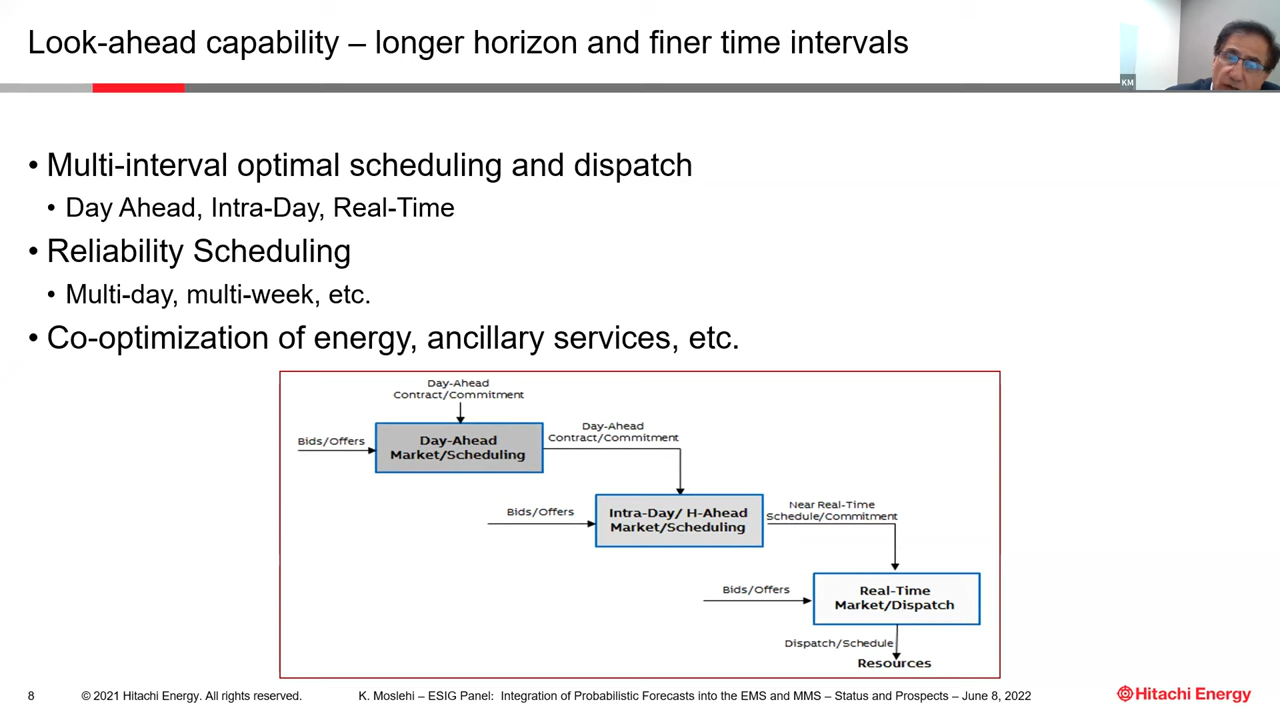 Look-ahead capability – longer horizon and finer time intervals
KM
• Multi-interval optimal scheduling and dispatch
• Day Ahead, Intra-Day, Real-Time
• Reliability Scheduling
• Multi-day, multi-week, etc.
• Co-optimization of energy, ancillary services, etc.
Day-Ahead
Contract/Commitment
Bids/Offers
Day-Ahead
Market/Scheduling
Day-Ahead
Contract/Commitment
Bids/Offers
Intra-Day/ H-Ahead
Market/Scheduling
Near Real-Time
Schedule/Commitment
Bids/Offers
Real-Time
Market/Dispatch
Dispatch/Schedule
Resources
8
© 2021 Hitachi Energy. All rights reserved.
K. Moslehi – ESIG Panel: Integration of Probabilistic Forecasts into the EMS and MMS – Status and Prospects – June 8, 2022
Hitachi Energy